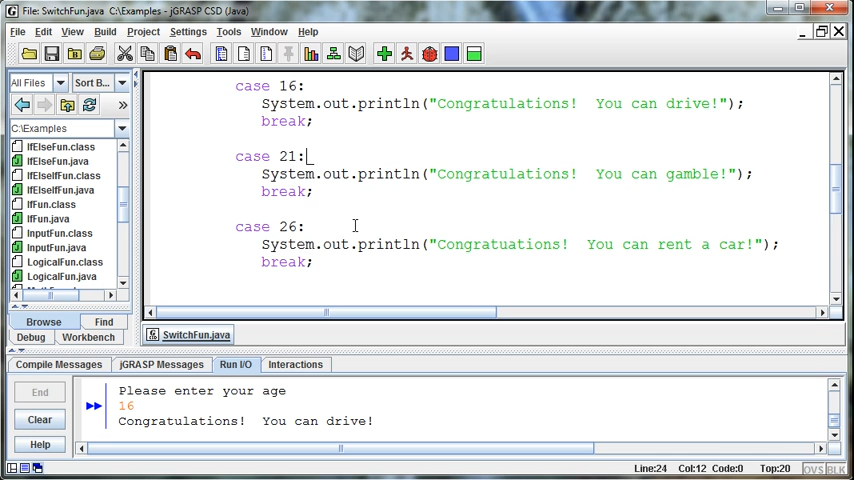 File: SwitchFun.java  C:\Examples - jGRASP CSD (Java)
File Edit View Build Project Settings Tools Window Help
All Files Sort B...
C:\Examples
IfElseFun.class
IfElseFun.java
IfElseIfElse.class
IfElseIfElse.java
IfFun.class
IfFun.java
InputFun.class
InputFun.java
LogicalFun.class
LogicalFun.java
Browse Find
Debug Workbench
case 16:
System.out.println("Congratulations!  You can drive!");
break;
case 21:
System.out.println("Congratulations!  You can gamble!");
break;
case 26:
System.out.println("Congratuations!  You can rent a car!");
break;
SwitchFun.java
Compile Messages jGRASP Messages Run I/O Interactions
End
Clear
Help
Please enter your age
16
Congratulations!  You can drive!
Line:24 Col:12 Code:0 Top:20 OVS BLK